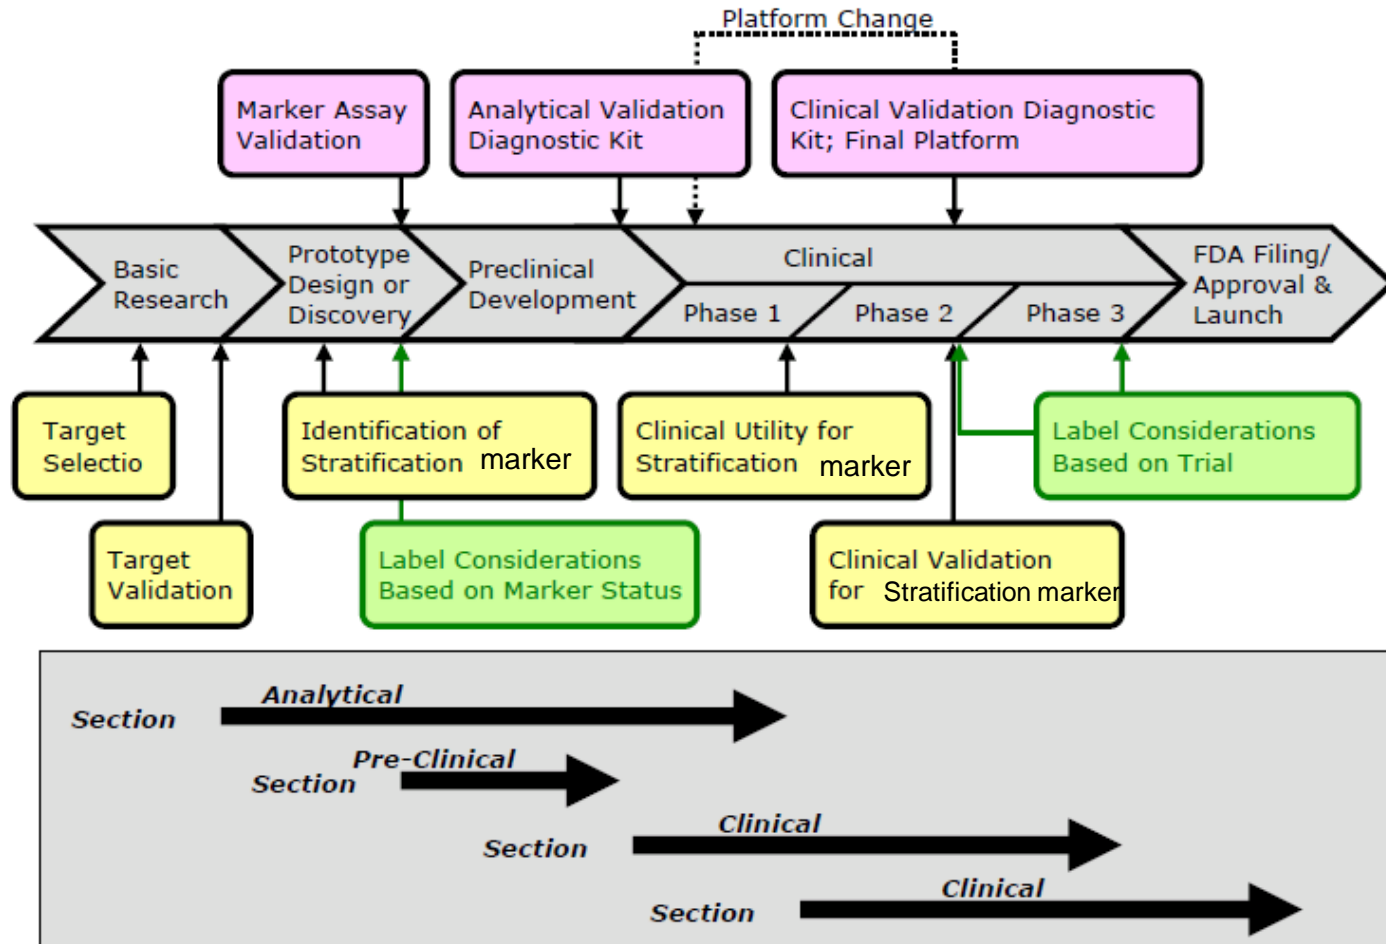 Platform Change
Marker Assay
Validation
Analytical Validation
Diagnostic Kit
Clinical Validation Diagnostic
Kit; Final Platform
Basic
Research
Prototype
Design or
Discovery
Preclinical
Development
Clinical
Phase 1
Phase 2
Phase 3
FDA Filing/
Approval &
Launch
Target
Selectio
Identification of
Stratification marker
Clinical Utility for
Stratification marker
Label Considerations
Based on Trial
Target
Validation
Label Considerations
Based on Marker Status
Clinical Validation
for Stratification marker
Analytical
Section
Pre-Clinical
Section
Clinical
Section
Clinical
Section